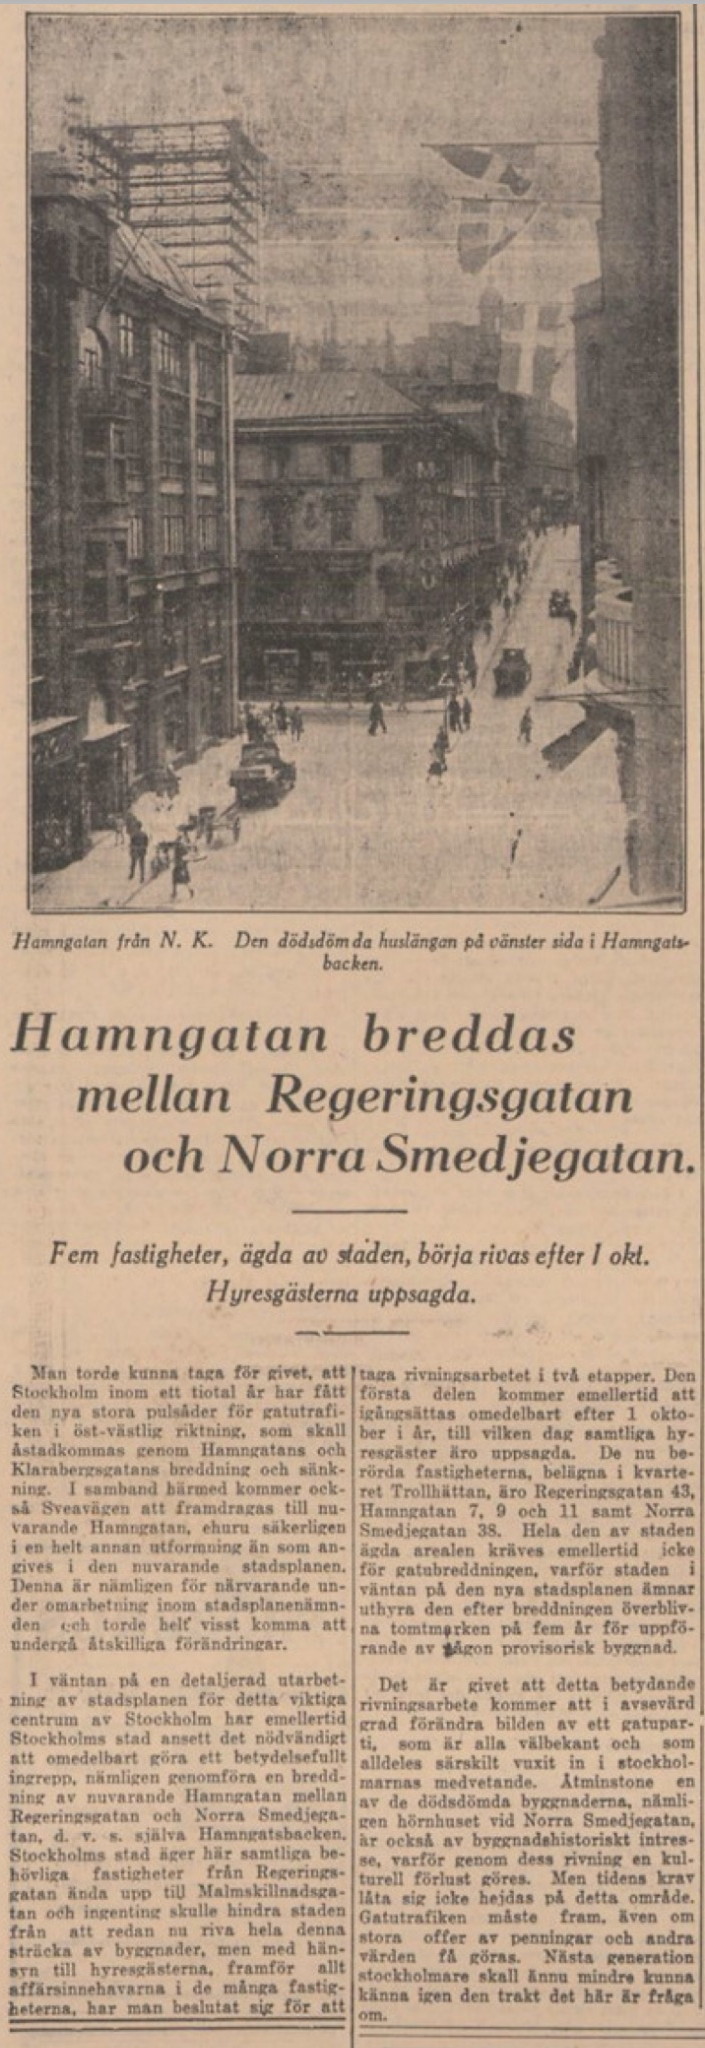 Hamngatan från N. K. Den dödsdömda huslängan på vänster sida i Hamngats-
backen.
Hamngatan breddas
mellan Regeringsgatan
och Norra Smedjegatan.
Fem fastigheter, ägda av staden, börja rivas efter 1 okt.
Hyresgästerna uppsagda.
Man torde kunna taga för givet, att
Stockholm inom ett tiotal år har fått
den nya stora pulsåder för gatutrafi-
ken i öst-västlig riktning, som skall
åstadkommas genom Hamngatans och
Klarabergsgatans breddning och sänk-
ning. I samband härmed kommer ock-
så Sveavägen att framdragas till nu-
varande Hamngatan, ehuru säkerligen
i en helt annan utformning än som an-
gives i den nuvarande stadsplanen.
Denna är nämligen för närvarande un-
der omarbetning inom stadsplanenämn-
den och torde helt visst komma att
undergå åtskilliga förändringar.
I väntan på en detaljerad utarbet-
ning av stadsplanen för detta viktiga
centrum av Stockholm har emellertid
Stockholms stad ansett det nödvändigt
att omedelbart göra ett betydelsefullt
ingrepp, nämligen genomföra en bredd-
ning av nuvarande Hamngatan mellan
Regeringsgatan och Norra Smedjega-
tan, d. v. s. själva Hamngatsbacken.
Stockholms stad äger här samtliga be-
hövliga fastigheter från Regerings-
gatan ända upp till Malmskillnadsga-
tan och ingenting skulle hindra staden
från att redan nu riva hela denna
sträcka av byggnader, men med hän-
syn till hyresgästerna, framför allt
affärsinnehavarna i de många fastig-
heterna, har man beslutat sig för att
taga rivningsarbetet i två etapper. Den
första delen kommer emellertid att
igångsättas omedelbart efter 1 okto-
ber i år, till vilken dag samtliga hy-
resgäster äro uppsagda. De nu be-
rörda fastigheterna, belägna i kvarte-
ret Trollhättan, äro Regeringsgatan 43,
Hamngatan 7, 9 och 11 samt Norra
Smedjegatan 38. Hela den av staden
ägda arealen kräves emellertid icke
för gatubreddningen, varför staden i
väntan på den nya stadsplanen ämnar
uthyra den efter breddningen överbliv-
na tomtmarken på fem år för uppfö-
rande av någon provisorisk byggnad.
Det är givet att detta betydande
rivningsarbete kommer att i avsevärd
grad förändra bilden av ett gatupar-
ti, som är alla välbekant och som
alldeles särskilt vuxit in i stockhol-
marnas medvetande. Åtminstone en
av de dödsdömda byggnaderna, nämli-
gen hörnhuset vid Norra Smedjegatan,
är också av byggnadshistoriskt intres-
se, varför genom dess rivning en kul-
turell förlust göres. Men tidens krav
låta sig icke hejdas på detta område.
Gatutrafiken måste fram, även om
stora offer av penningar och andra
värden få göras. Nästa generation
stockholmare skall ännu mindre kunna
känna igen den trakt det här är fråga
om.